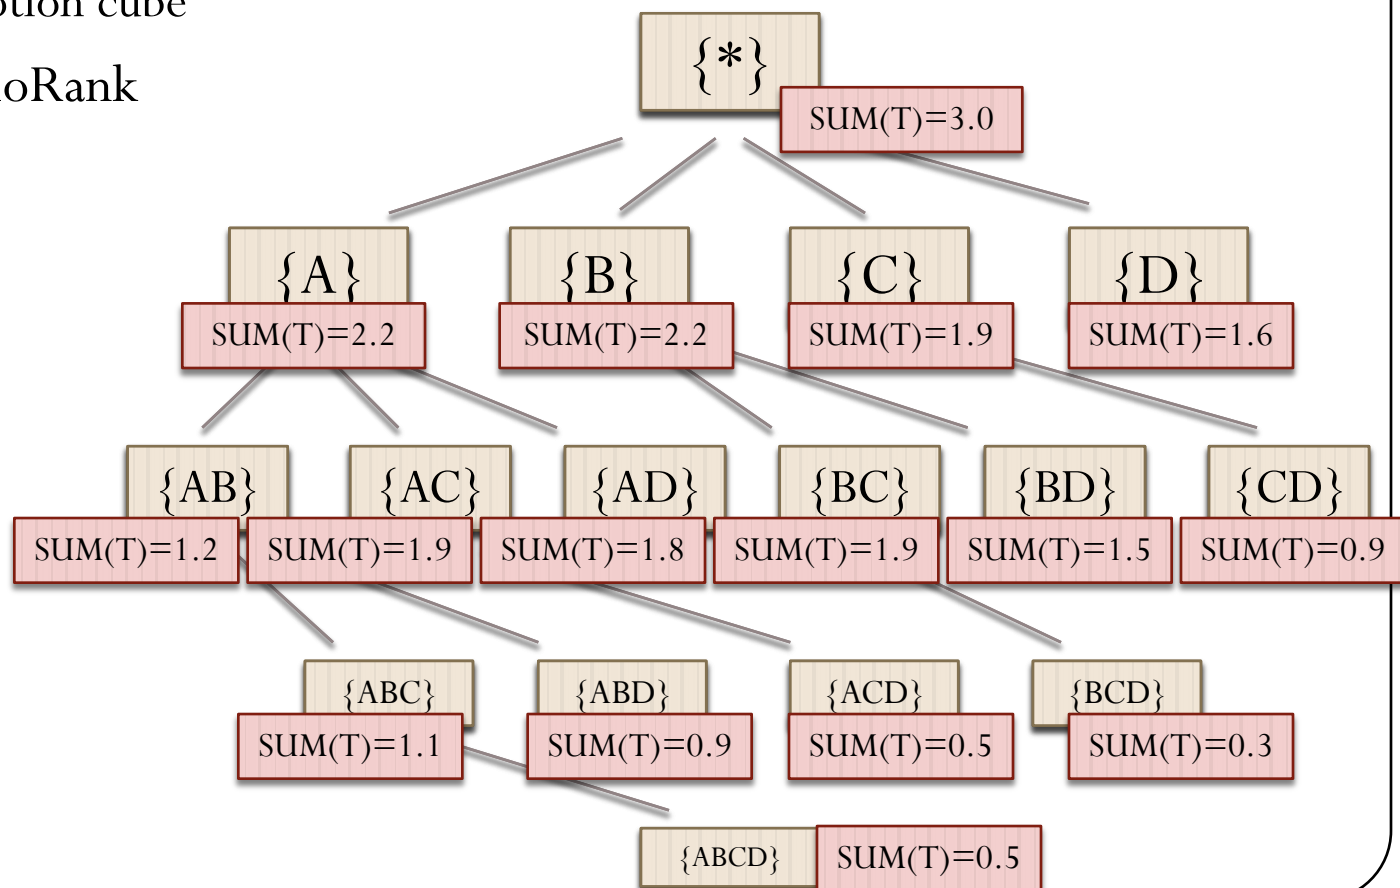 cube
{*}
SUM(T)=3.0
{A} {B} {C} {D}
SUM(T)=2.2 SUM(T)=2.2 SUM(T)=1.9 SUM(T)=1.6
{AB} {AC} {AD} {BC} {BD} {CD}
SUM(T)=1.2 SUM(T)=1.9 SUM(T)=1.8 SUM(T)=1.9 SUM(T)=1.5 SUM(T)=0.9
{ABC} {ABD} {ACD} {BCD}
SUM(T)=1.1 SUM(T)=0.9 SUM(T)=0.5 SUM(T)=0.3
{ABCD} SUM(T)=0.5